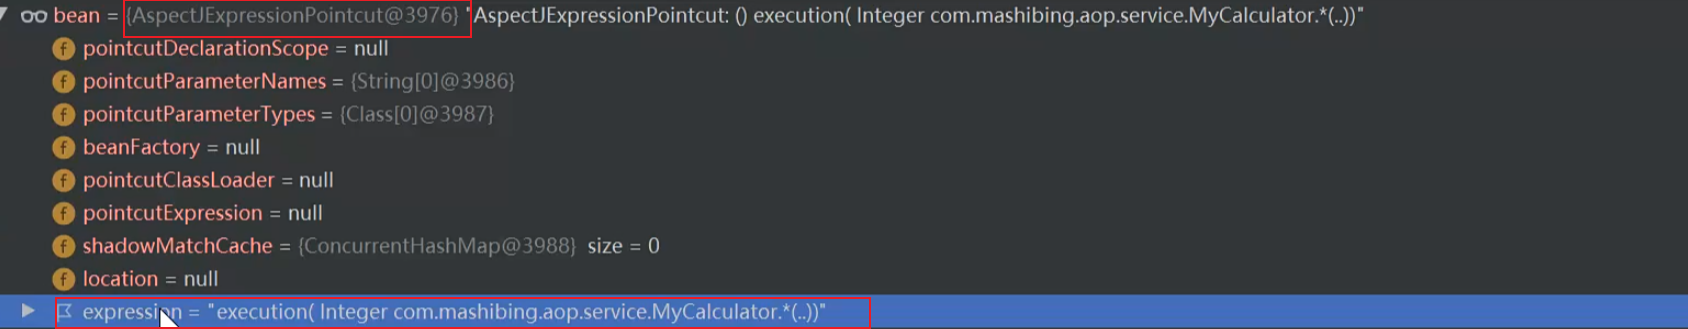 bean = {AspectJExpressionPointcut@3976} "AspectJExpressionPointcut: () execution( Integer com.mashibing.aop.service.MyCalculator.*(..))"
f pointcutDeclarationScope = null
f pointcutParameterNames = {String[0]@3986}
f pointcutParameterTypes = {Class[0]@3987}
f beanFactory = null
f pointcutClassLoader = null
f pointcutExpression = null
f shadowMatchCache = {ConcurrentHashMap@3988} size = 0
f location = null
expression = "execution( Integer com.mashibing.aop.service.MyCalculator.*(..))"